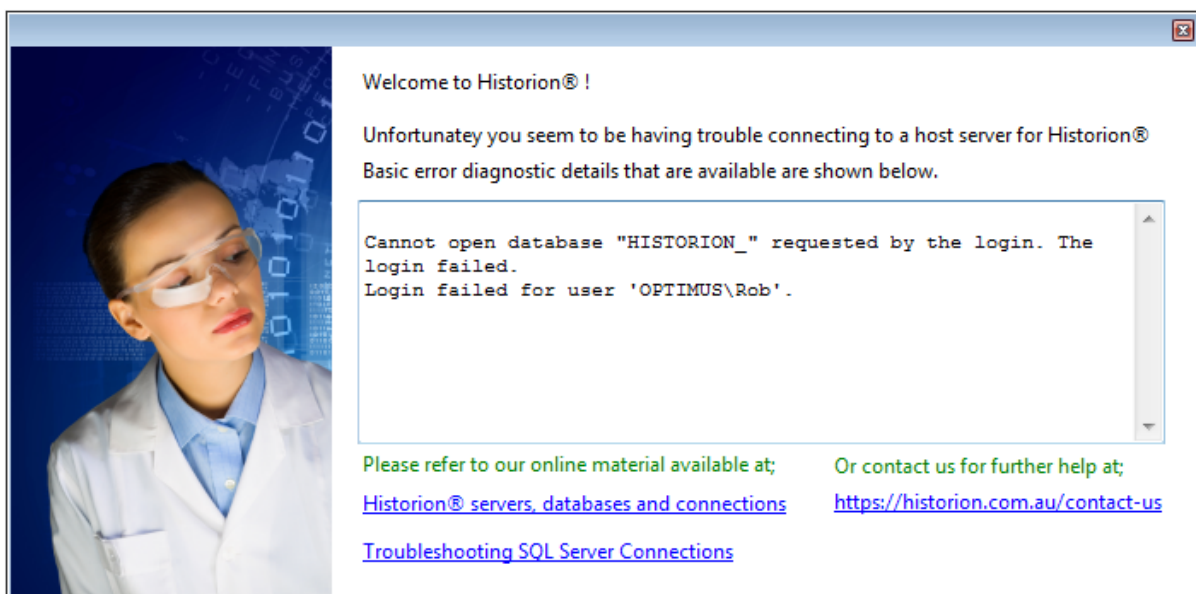 Welcome to Historion® !
Unfortunatey you seem to be having trouble connecting to a host server for Historion®
Basic error diagnostic details that are available are shown below.
Cannot open database "HISTORION_" requested by the login. The
login failed.
Login failed for user 'OPTIMUS\Rob'.
Please refer to our online material available at;
Or contact us for further help at;
Historion® servers, databases and connections
https://historion.com.au/contact-us
Troubleshooting SQL Server Connections